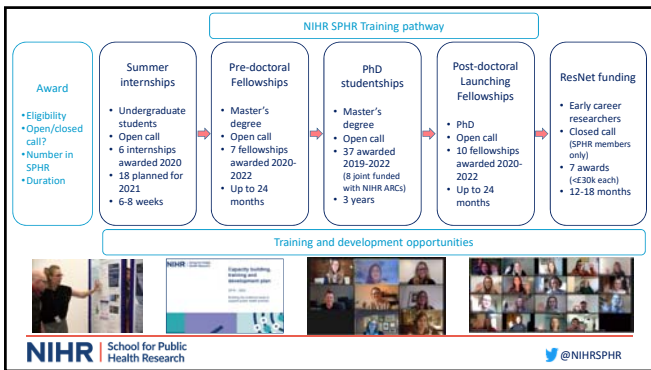 NIHR SPHR Training pathway
Award
•Eligibility
•Open/closed
call?
•Number in
SPHR
•Duration
Summer
internships
• Undergraduate
students
• Open call
• 6 internships
awarded 2020
• 18 planned for
2021
• 6-8 weeks
Pre-doctoral
Fellowships
• Master's
degree
• Open call
• 7 fellowships
awarded 2020-
2022
• Up to 24
months
PhD
studentships
• Master's
degree
• Open call
• 37 awarded
2019-2022
(8 joint funded
with NIHR ARCs)
• 3 years
Post-doctoral
Launching
Fellowships
• PhD
• Open call
• 10 fellowships
awarded 2020-
2022
• Up to 24
months
ResNet funding
• Early career
researchers
• Closed call
(SPHR members
only)
• 7 awards
(<£30k each)
• 12-18 months
Training and development opportunities
NIHR
Capacity building,
training and
development plan
NIHR | School for Public
Health Research
@NIHRSPHR